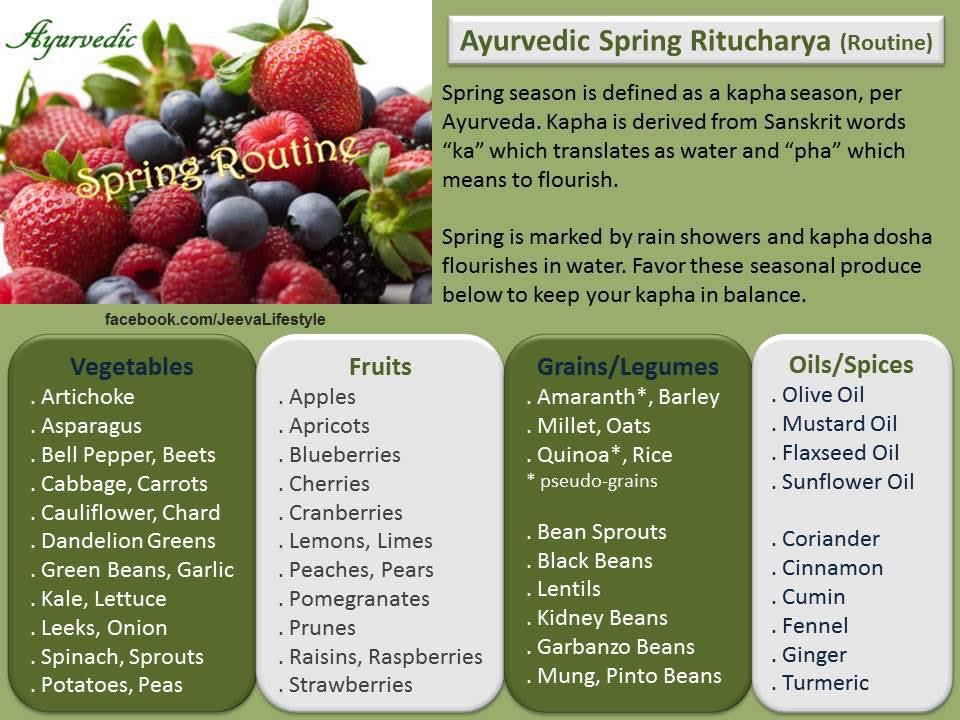 Ayurvedic
Spring Routine
facebook.com/JeevaLifestyle
Ayurvedic Spring Ritucharya (Routine)
Spring season is defined as a kapha season, per
Ayurveda. Kapha is derived from Sanskrit words
“ka” which translates as water and “pha” which
means to flourish.
Spring is marked by rain showers and kapha dosha
flourishes in water. Favor these seasonal produce
below to keep your kapha in balance.
Vegetables
. Artichoke
. Asparagus
. Bell Pepper, Beets
. Cabbage, Carrots
. Cauliflower, Chard
. Dandelion Greens
. Green Beans, Garlic
. Kale, Lettuce
. Leeks, Onion
. Spinach, Sprouts
. Potatoes, Peas
Fruits
. Apples
. Apricots
. Blueberries
. Cherries
. Cranberries
. Lemons, Limes
. Peaches, Pears
. Pomegranates
. Prunes
. Raisins, Raspberries
. Strawberries
Grains/Legumes
. Amaranth*, Barley
. Millet, Oats
. Quinoa*, Rice
* pseudo-grains
. Bean Sprouts
. Black Beans
. Lentils
. Kidney Beans
. Garbanzo Beans
. Mung, Pinto Beans
Oils/Spices
. Olive Oil
. Mustard Oil
. Flaxseed Oil
. Sunflower Oil
. Coriander
. Cinnamon
. Cumin
. Fennel
. Ginger
. Turmeric